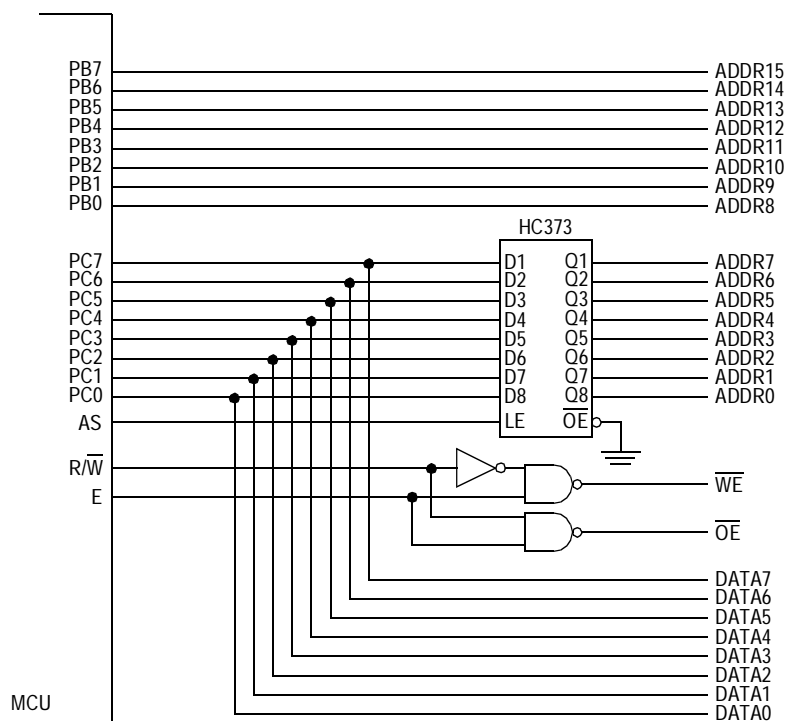 PB7 ADDR15
PB6 ADDR14
PB5 ADDR13
PB4 ADDR12
PB3 ADDR11
PB2 ADDR10
PB1 ADDR9
PB0 ADDR8
HC373
PC7 D1 Q1 ADDR7
PC6 D2 Q2 ADDR6
PC5 D3 Q3 ADDR5
PC4 D4 Q4 ADDR4
PC3 D5 Q5 ADDR3
PC2 D6 Q6 ADDR2
PC1 D7 Q7 ADDR1
PC0 D8 Q8 ADDR0
AS LE O̅E̅
R/W̅
E W̅E̅
O̅E̅
DATA7
DATA6
DATA5
DATA4
DATA3
DATA2
DATA1
MCU DATA0